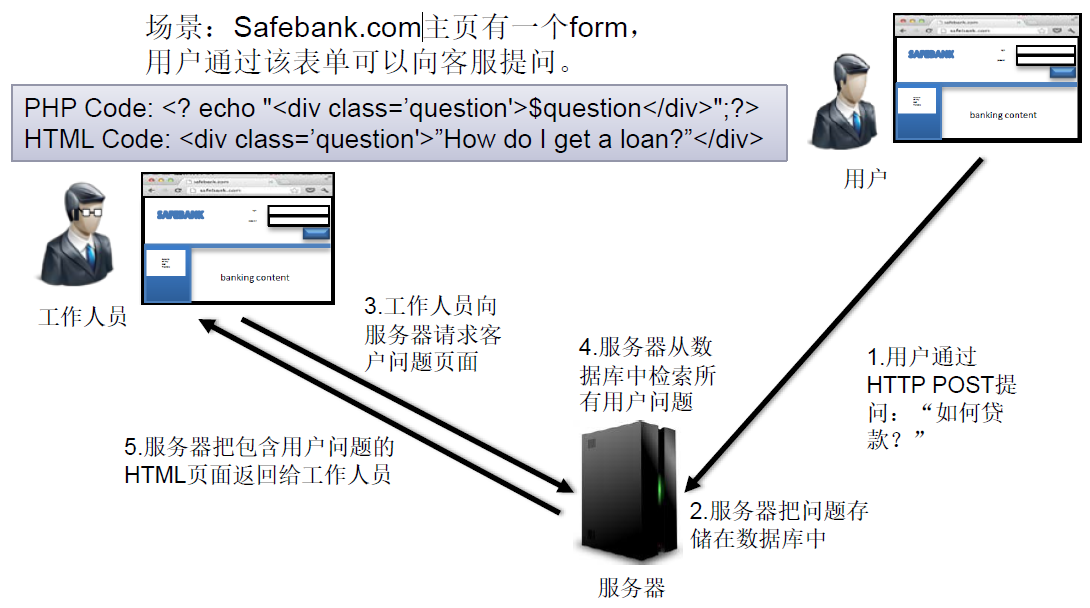 场景：Safebank.com主页有一个form，
用户通过该表单可以向客服提问。
PHP Code: <? echo "<div class=’question'>$question</div>";?>
HTML Code: <div class=’question'>”How do I get a loan?”</div>
safebank.com
safebank.com
SAFEBANK
banking content
用户
safebank.com
safebank.com
SAFEBANK
banking content
工作人员
3.工作人员向
服务器请求客
户问题页面
4.服务器从数
据库中检索所
有用户问题
1.用户通过
HTTP POST提
问：“如何贷
款？”
5.服务器把包含用户问题的
HTML页面返回给工作人员
2.服务器把问题存
储在数据库中
服务器